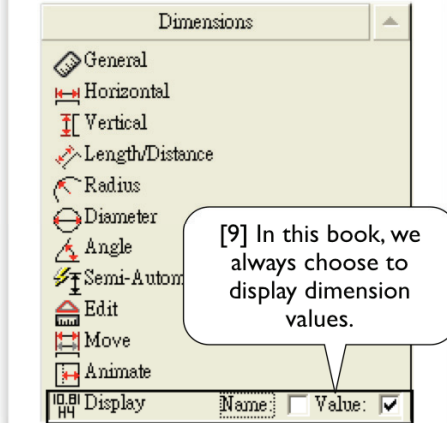 Dimensions
General
Horizontal
Vertical
Length/Distance
Radius
Diameter
Angle
Semi-Autom
Edit
Move
Animate
Display Name: Value:
[9] In this book, we
always choose to
display dimension
values.